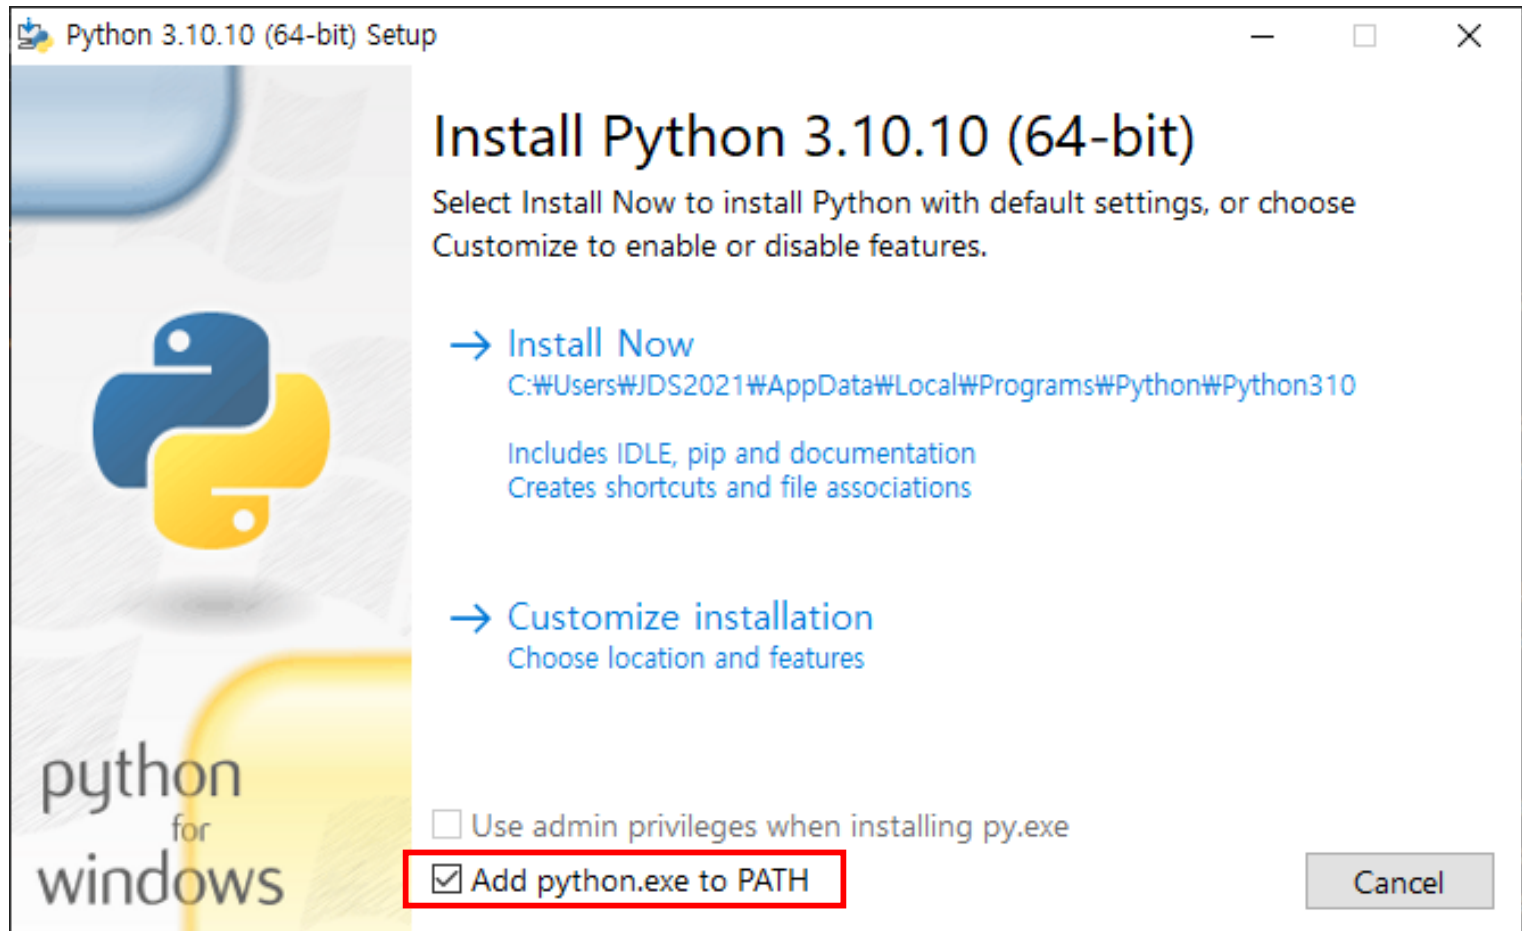 Python 3.10.10 (64-bit) Setup
Install Python 3.10.10 (64-bit)
Select Install Now to install Python with default settings, or choose
Customize to enable or disable features.
Install Now
C:₩Users₩JDS2021₩AppData₩Local₩Programs₩Python₩Python310
Includes IDLE, pip and documentation
Creates shortcuts and file associations
Customize installation
Choose location and features
python
for
windows
Use admin privileges when installing py.exe
Add python.exe to PATH
Cancel